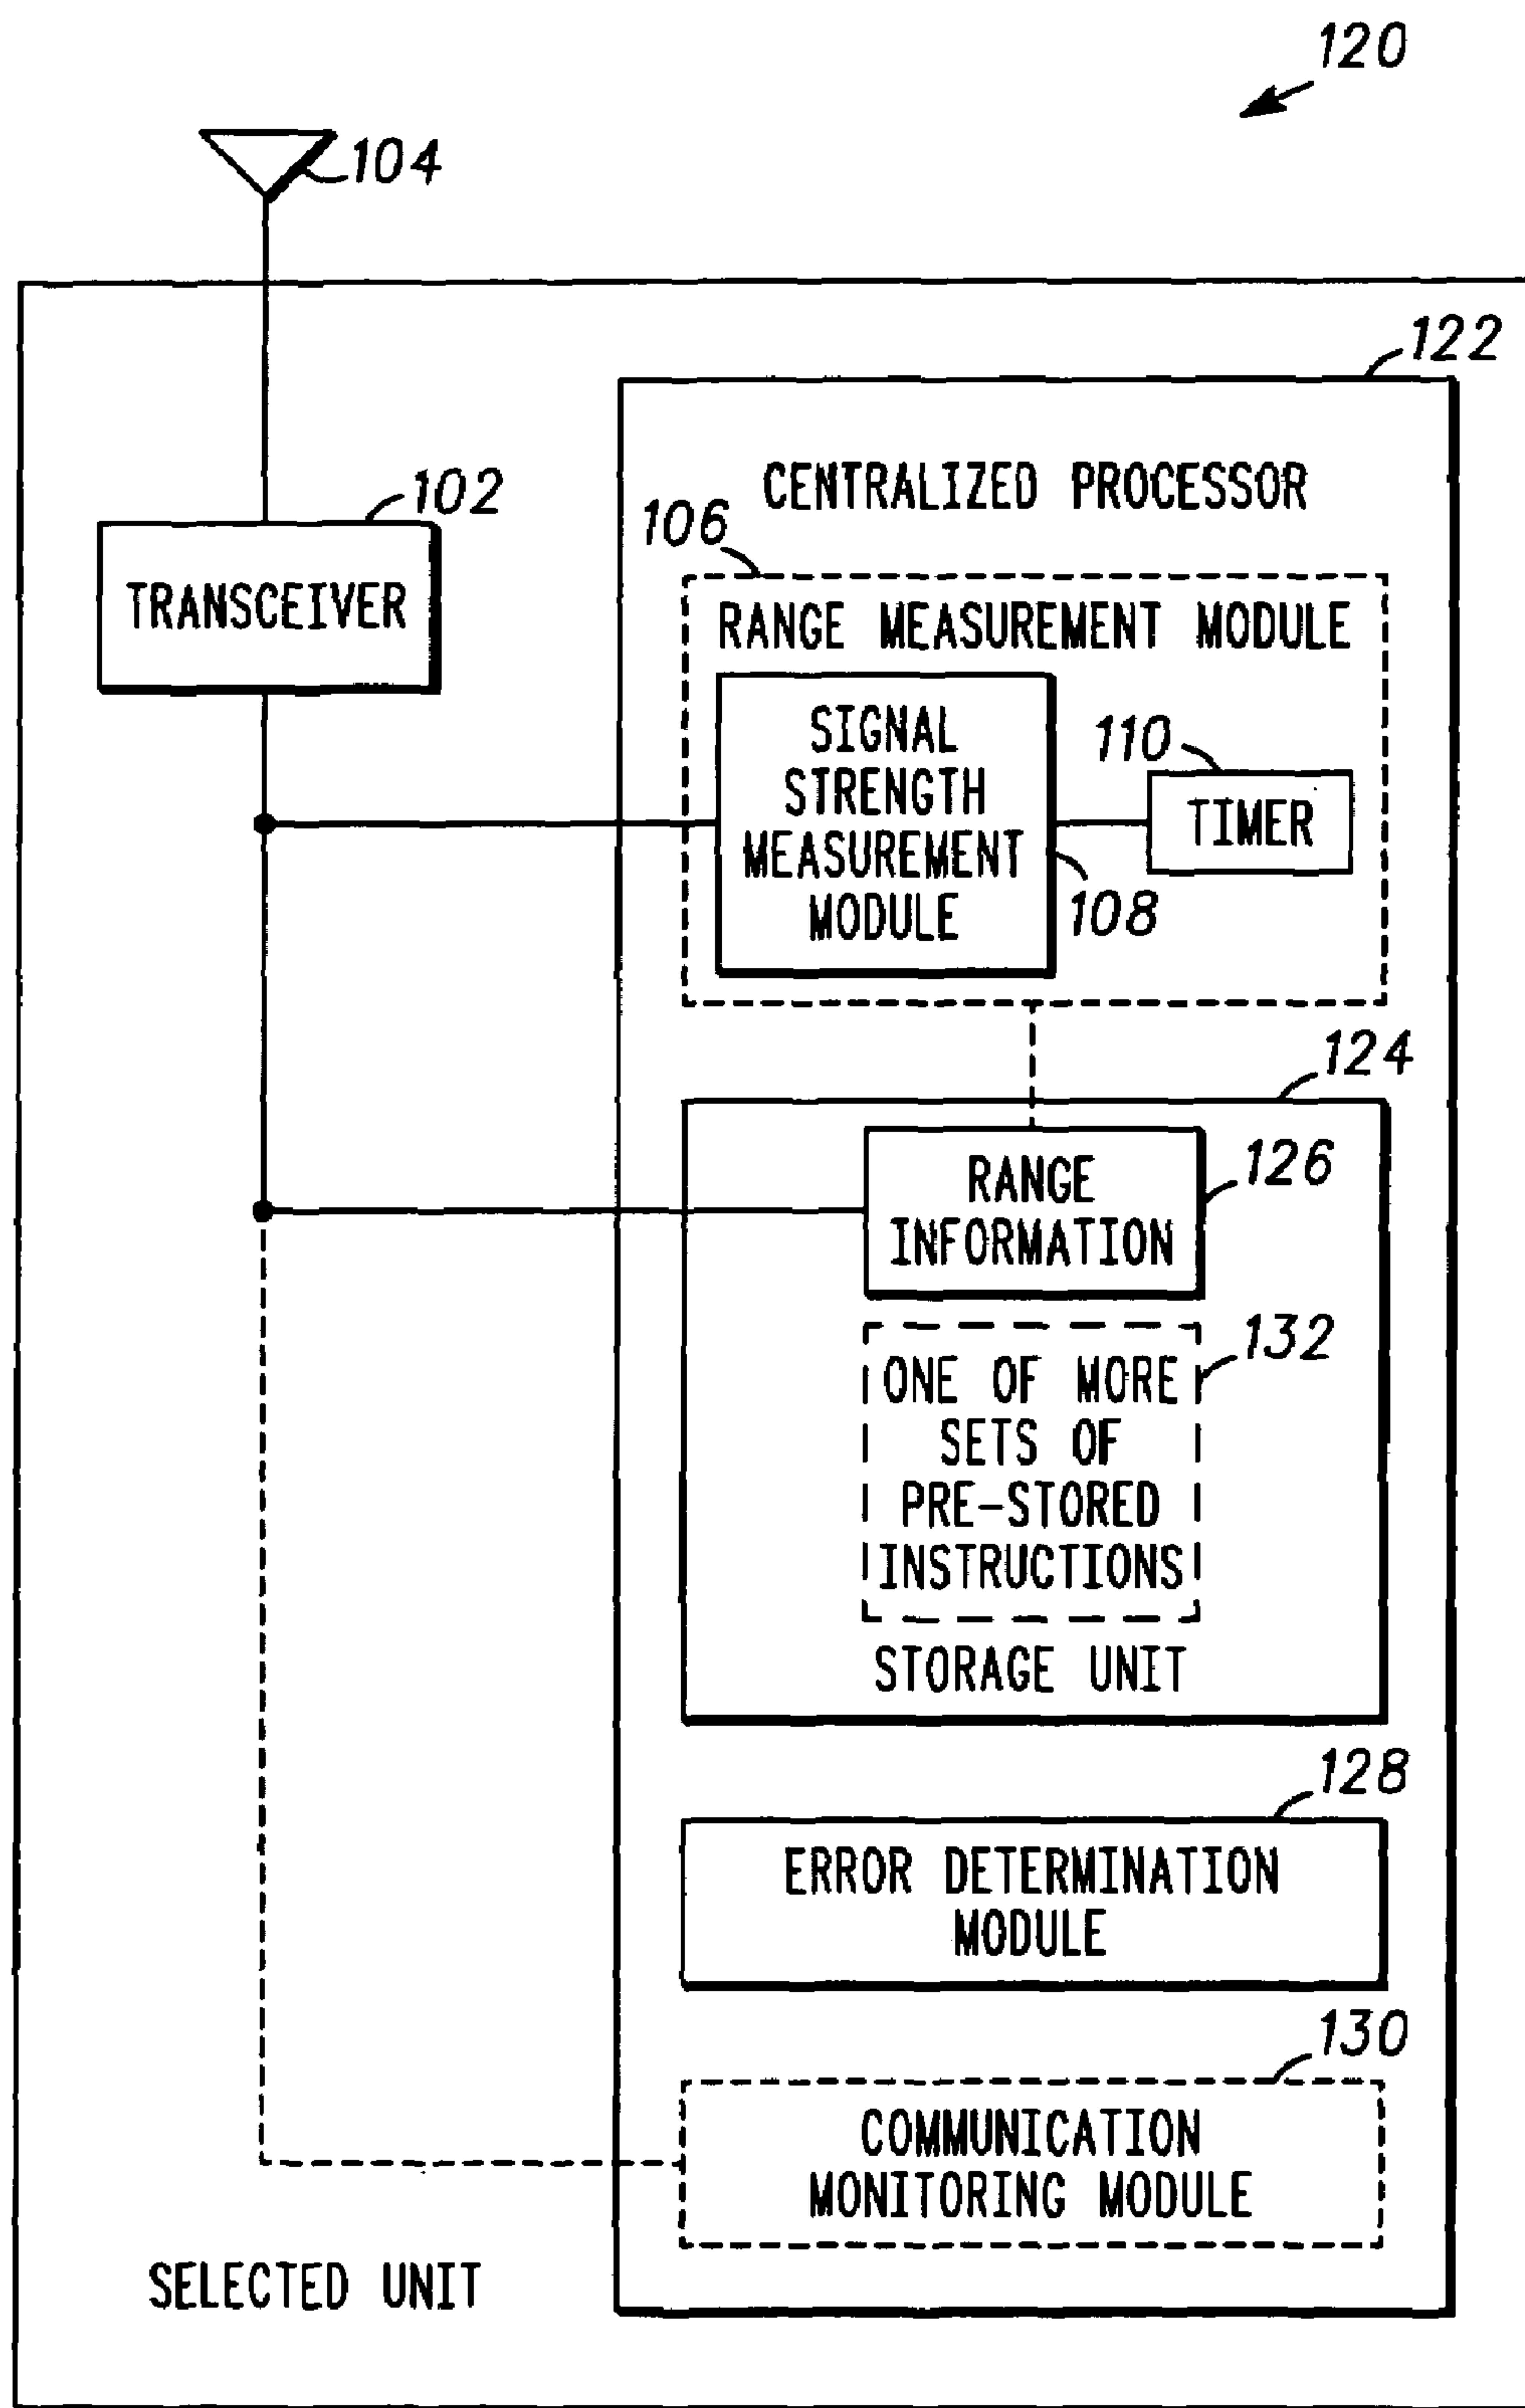 120
104
122
CENTRALIZED PROCESSOR
102
106
TRANSCEIVER
RANGE MEASUREMENT MODULE
SIGNAL
STRENGTH
MEASUREMENT
MODULE
110
TIMER
108
124
RANGE
INFORMATION
126
132
ONE OF MORE
SETS OF
PRE-STORED
INSTRUCTIONS
STORAGE UNIT
128
ERROR DETERMINATION
MODULE
130
COMMUNICATION
MONITORING MODULE
SELECTED UNIT